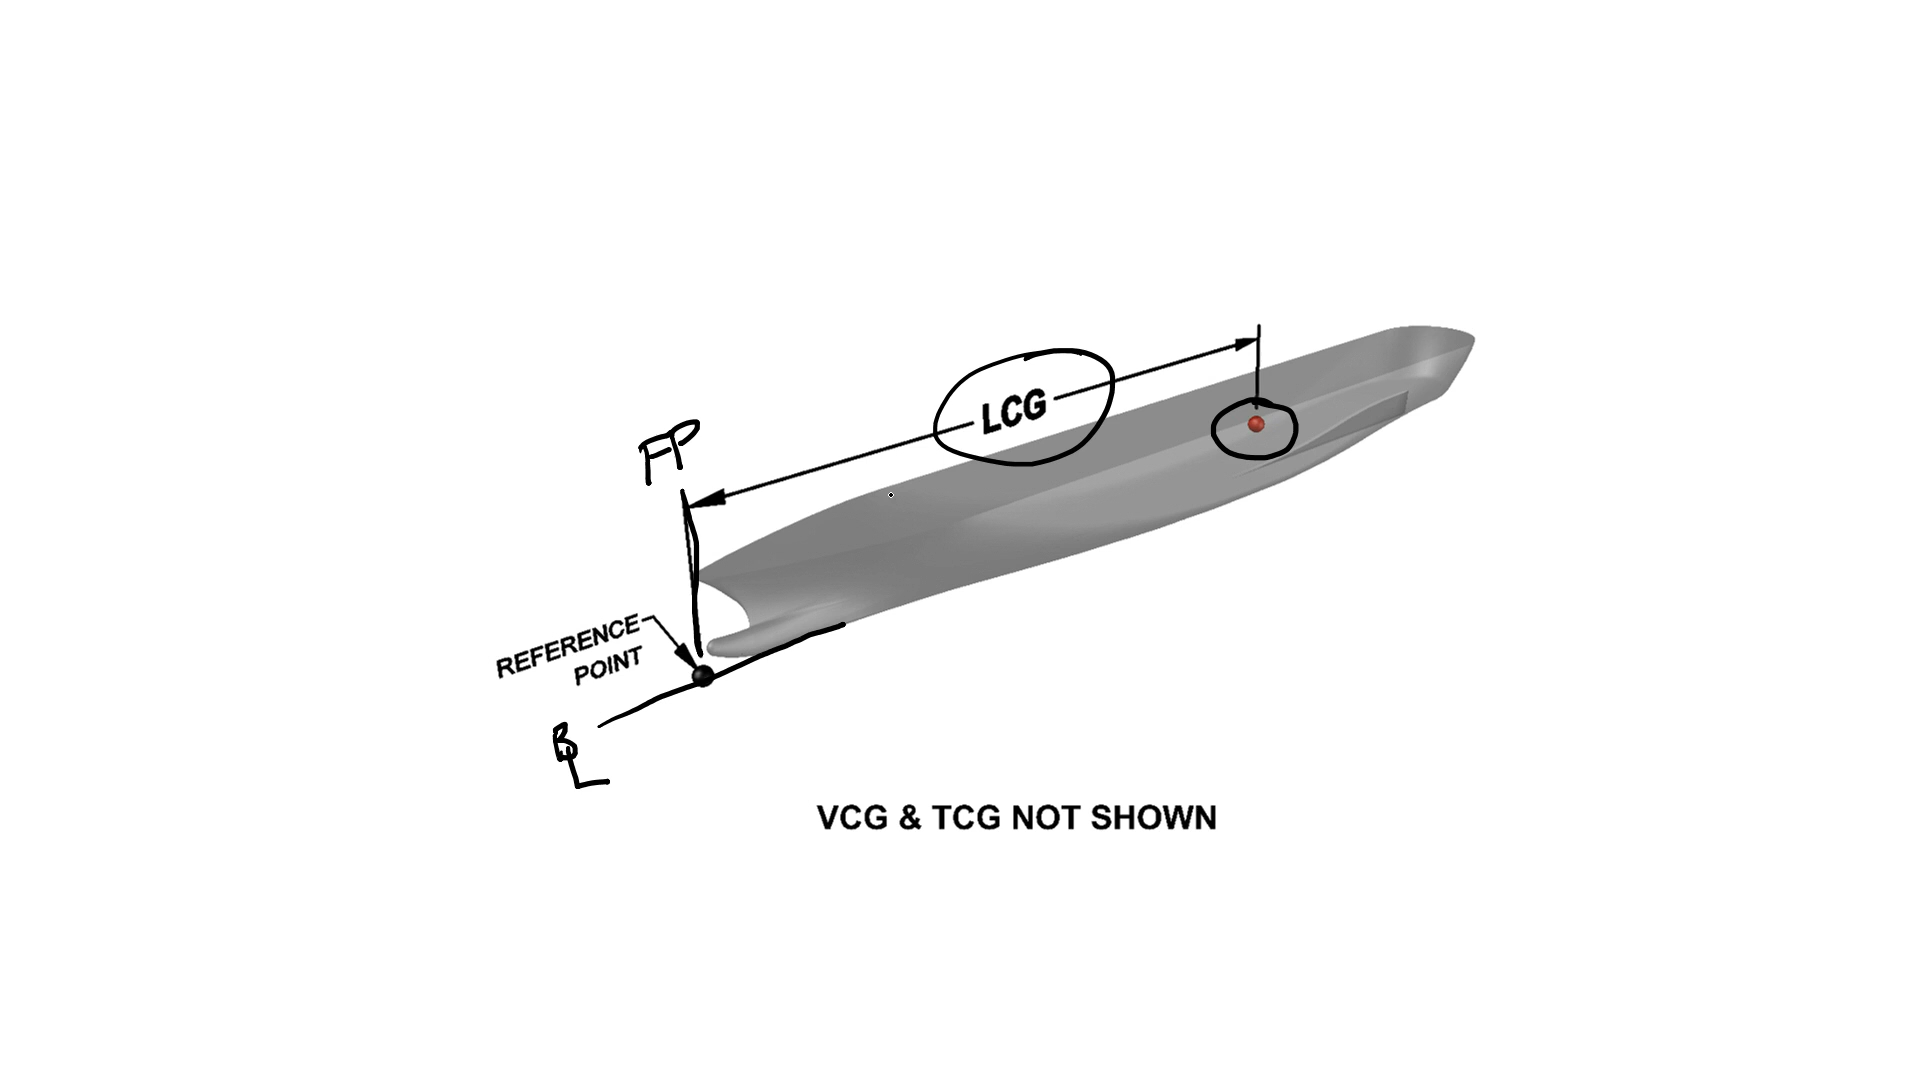 LCG
FP
REFERENCE
POINT
BL
VCG & TCG NOT SHOWN